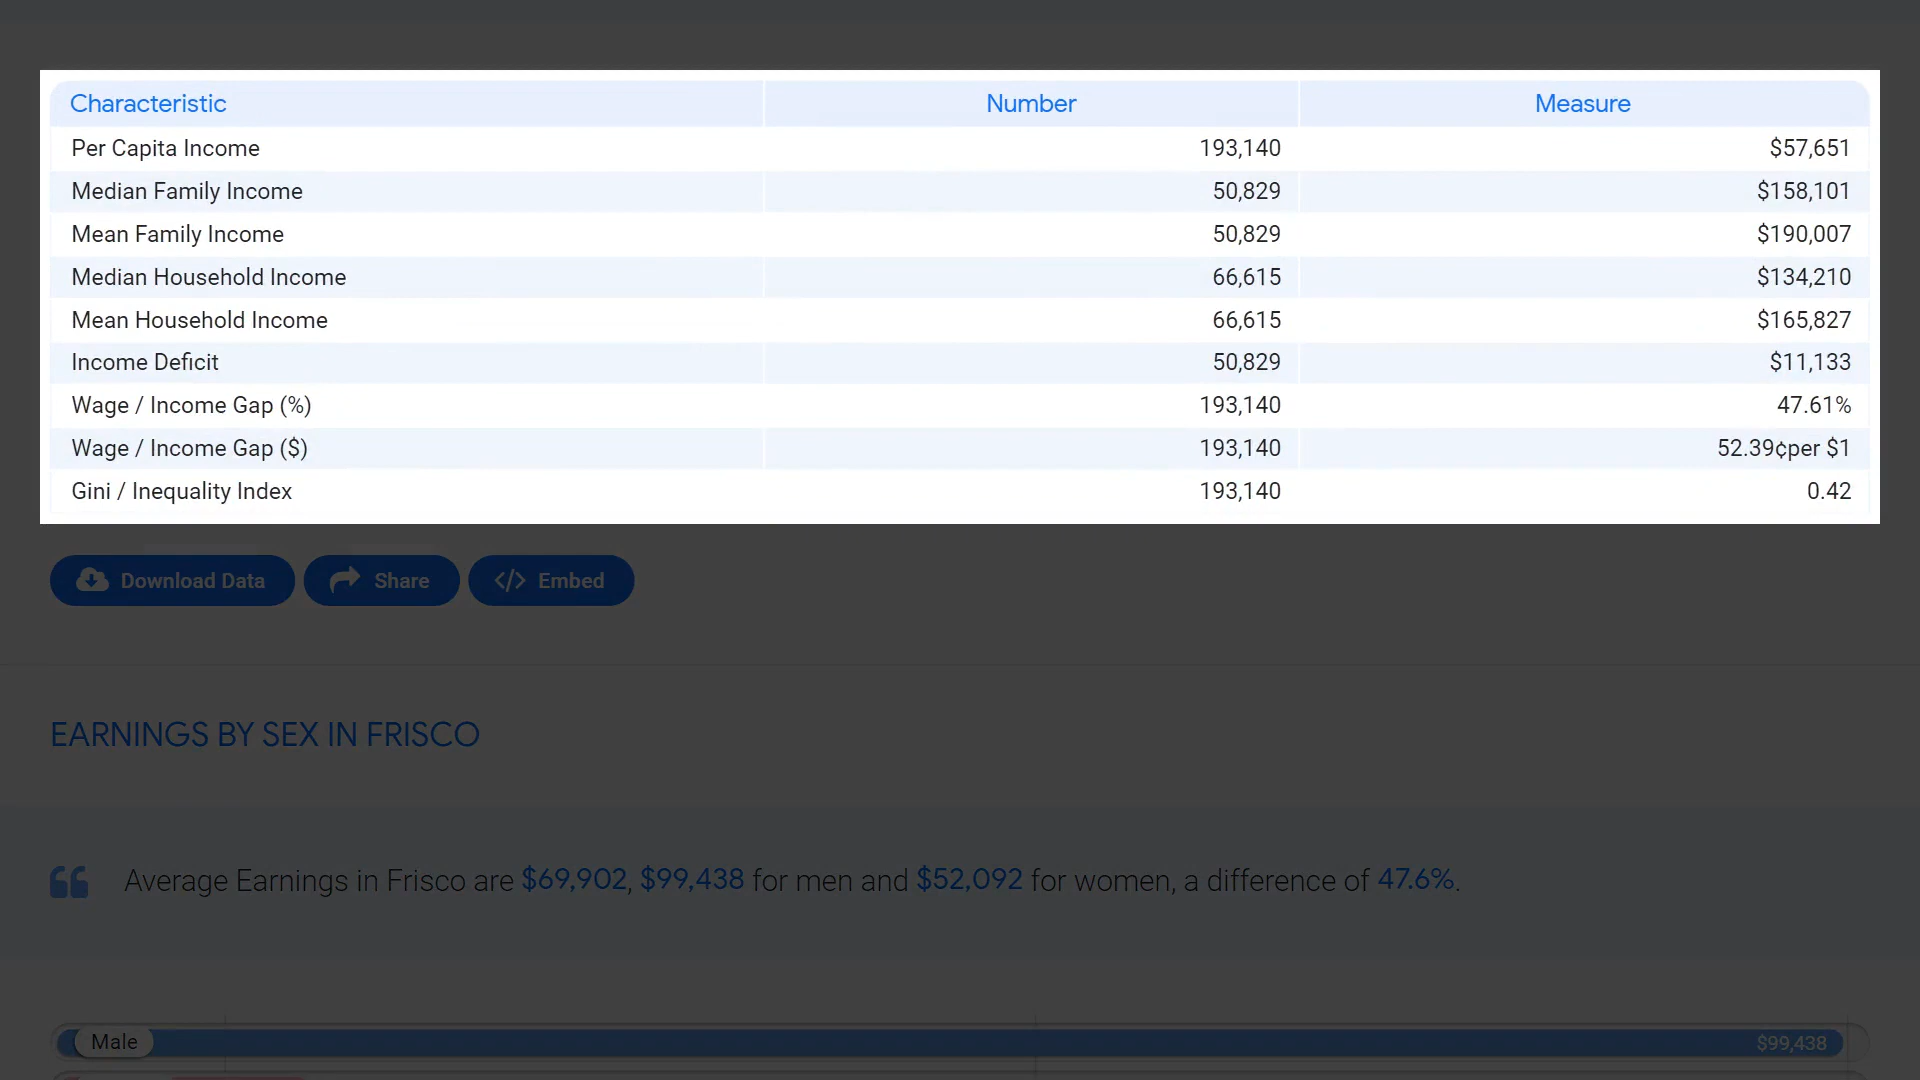 Characteristic Number Measure
Per Capita Income 193,140 $57,651
Median Family Income 50,829 $158,101
Mean Family Income 50,829 $190,007
Median Household Income 66,615 $134,210
Mean Household Income 66,615 $165,827
Income Deficit 50,829 $11,133
Wage / Income Gap (%) 193,140 47.61%
Wage / Income Gap ($) 193,140 52.39¢per $1
Gini / Inequality Index 193,140 0.42
Download Data Share </> Embed
EARNINGS BY SEX IN FRISCO
Average Earnings in Frisco are $69,902, $99,438 for men and $52,092 for women, a difference of 47.6%.
Male $99,438